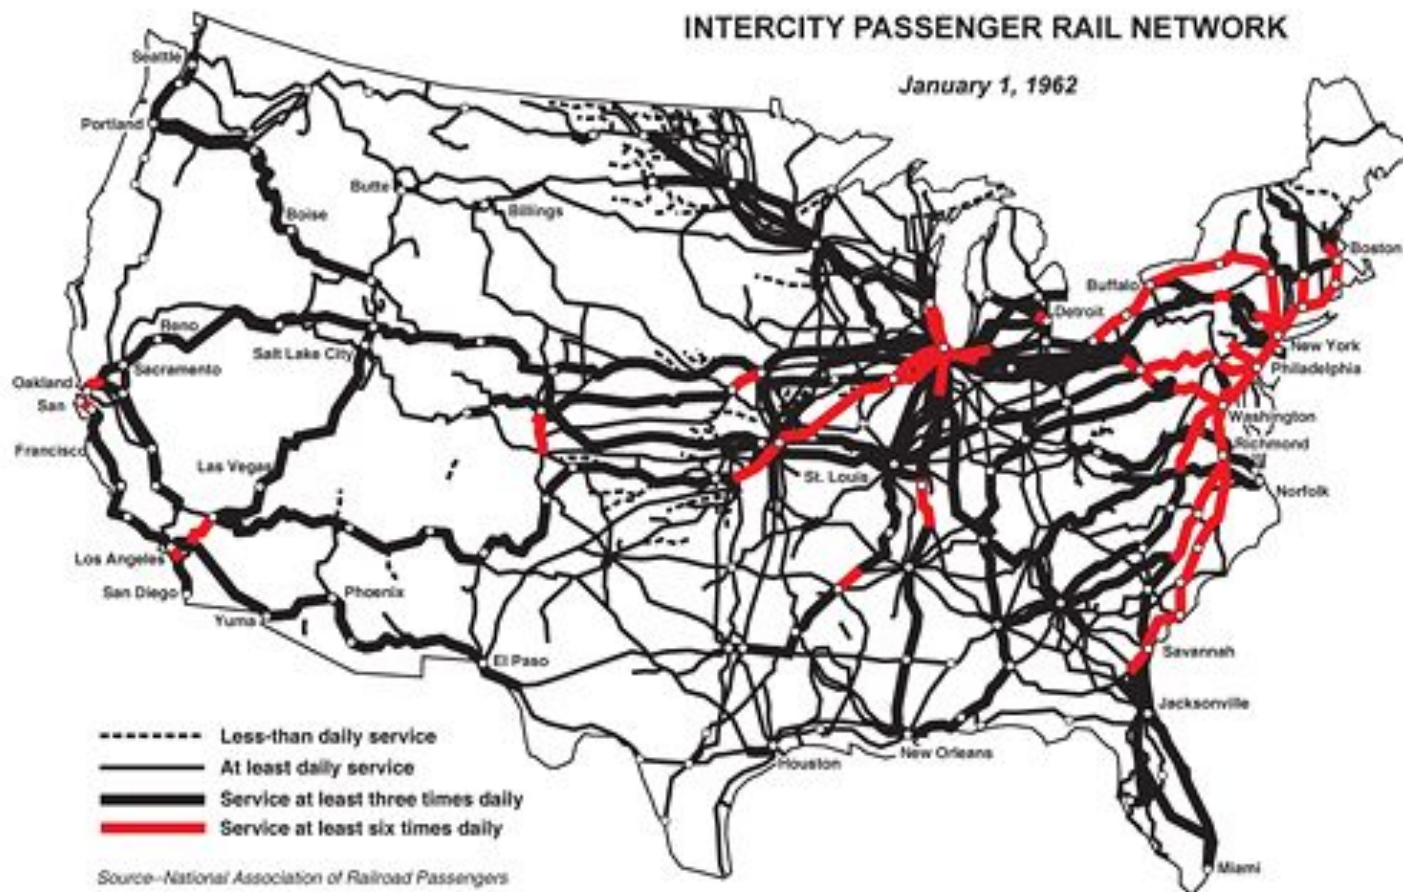 INTERCITY PASSENGER RAIL NETWORK
January 1, 1962
Seattle
Portland
Butte
Billings
Boise
Boston
Buffalo
Detroit
Reno
New York
Salt Lake City
Sacramento
Philadelphia
Oakland
San
Francisco
Washington
Richmond
Las Vegas
St. Louis
Norfolk
Los Angeles
San Diego
Phoenix
Yuma
El Paso
Savannah
Jacksonville
New Orleans
Houston
Miami
Less-than daily service
At least daily service
Service at least three times daily
Service at least six times daily
Source--National Association of Railroad Passengers